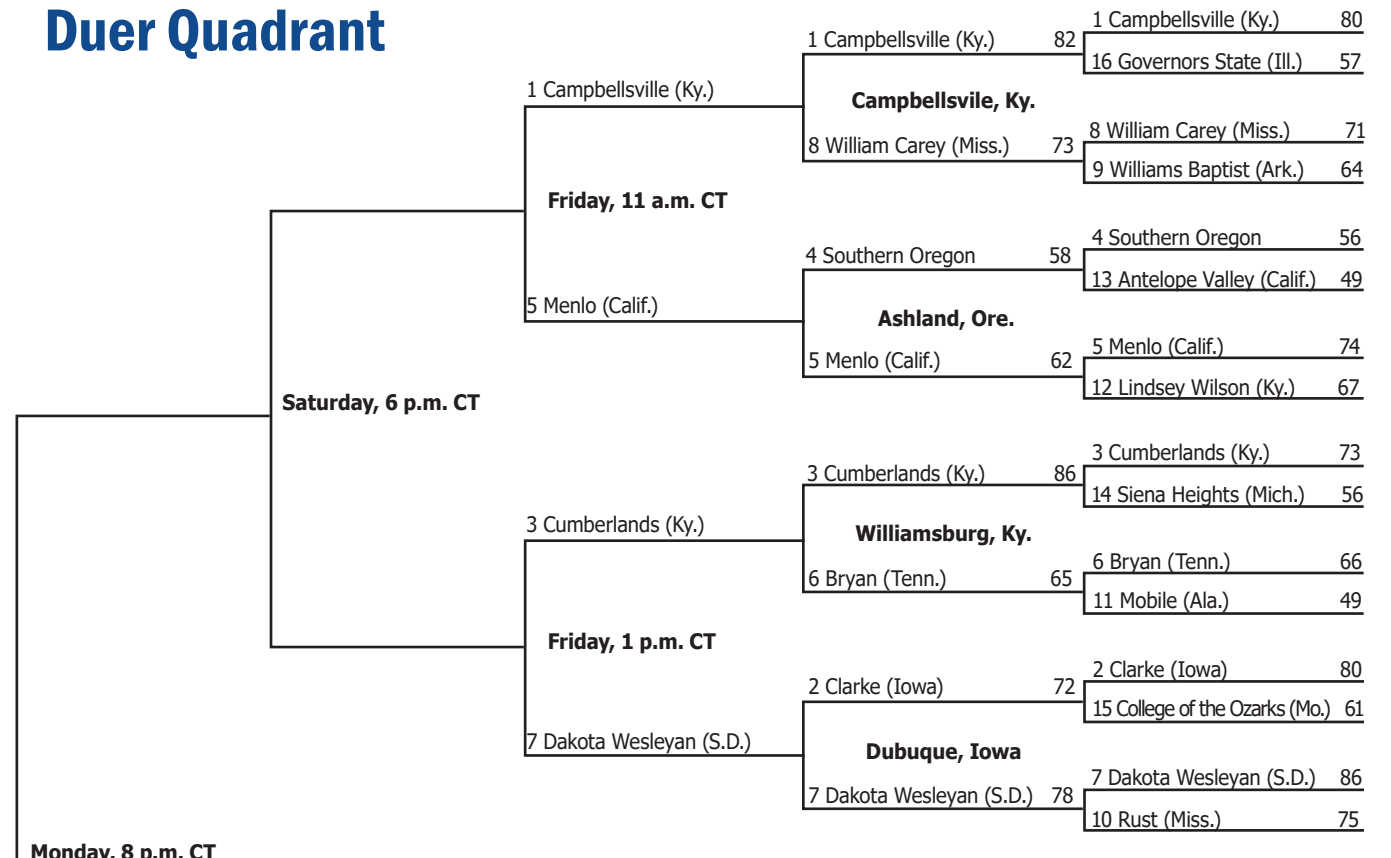 Duer Quadrant
1 Campbellsville (Ky.) 80
16 Governors State (Ill.) 57
1 Campbellsville (Ky.) 82
Campbellsvile, Ky.
8 William Carey (Miss.) 73
8 William Carey (Miss.) 71
9 Williams Baptist (Ark.) 64
1 Campbellsville (Ky.)
Friday, 11 a.m. CT
5 Menlo (Calif.)
4 Southern Oregon 56
13 Antelope Valley (Calif.) 49
4 Southern Oregon 58
Ashland, Ore.
5 Menlo (Calif.) 62
5 Menlo (Calif.) 74
12 Lindsey Wilson (Ky.) 67
Saturday, 6 p.m. CT
3 Cumberlands (Ky.) 73
14 Siena Heights (Mich.) 56
3 Cumberlands (Ky.) 86
Williamsburg, Ky.
6 Bryan (Tenn.) 65
6 Bryan (Tenn.) 66
11 Mobile (Ala.) 49
3 Cumberlands (Ky.)
Friday, 1 p.m. CT
7 Dakota Wesleyan (S.D.)
2 Clarke (Iowa) 80
15 College of the Ozarks (Mo.) 61
2 Clarke (Iowa) 72
Dubuque, Iowa
7 Dakota Wesleyan (S.D.) 78
7 Dakota Wesleyan (S.D.) 86
10 Rust (Miss.) 75
Monday, 8 p.m. CT